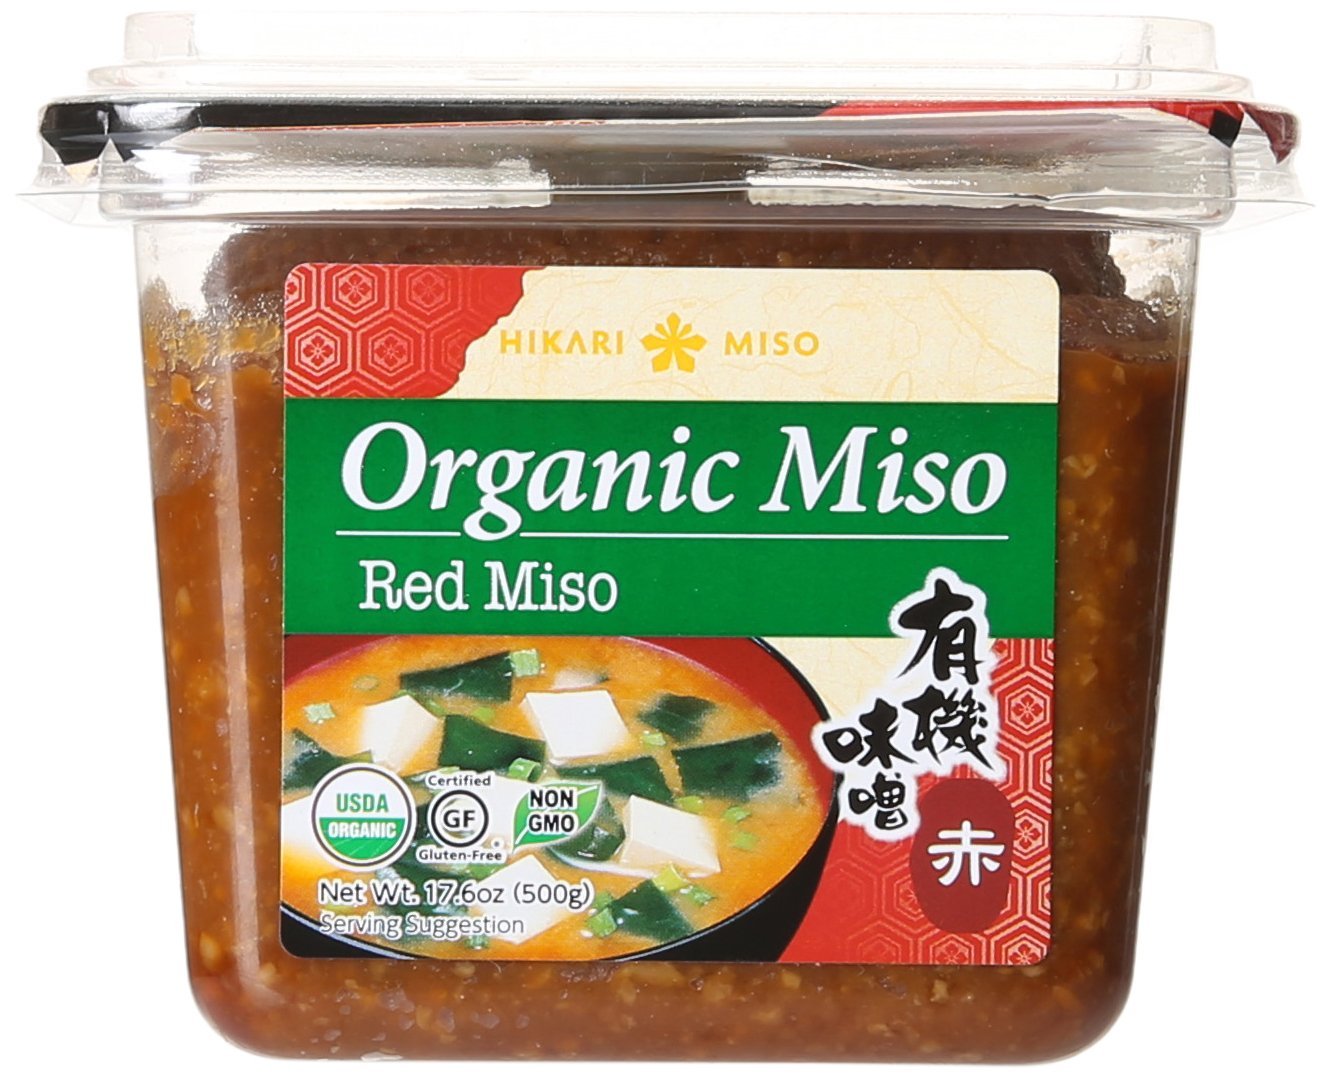 HIKARI MISO
Organic Miso
Red Miso
有機
味噌
赤
USDA
ORGANIC
Certified
GF
Gluten-Free
NON
GMO
Net Wt. 17.6oz (500g)
Serving Suggestion